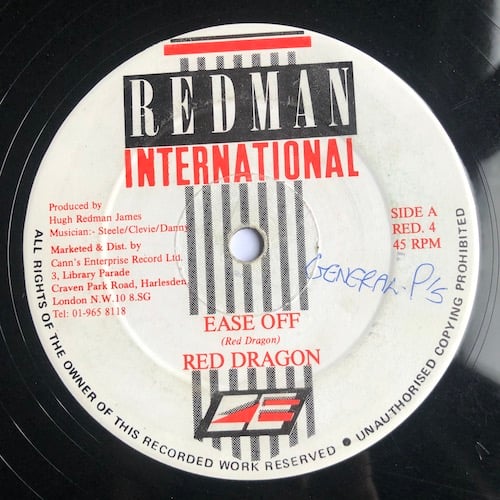 REDMAN
INTERNATIONAL
Produced by
Hugh Redman James
Musician:- Steele/Clevie/Danny
Marketed & Dist. by
Cann's Enterprise Record Ltd.
3, Library Parade
Craven Park Road, Harlesden,
London N.W.10 8.SG
Tel: 01-965 8118
SIDE A
RED. 4
45 RPM
GENERAL. P's
EASE OFF
(Red Dragon)
RED DRAGON
ALL RIGHTS OF THE OWNER OF THIS RECORDED WORK RESERVED ● UNAUTHORISED COPYING PROHIBITED